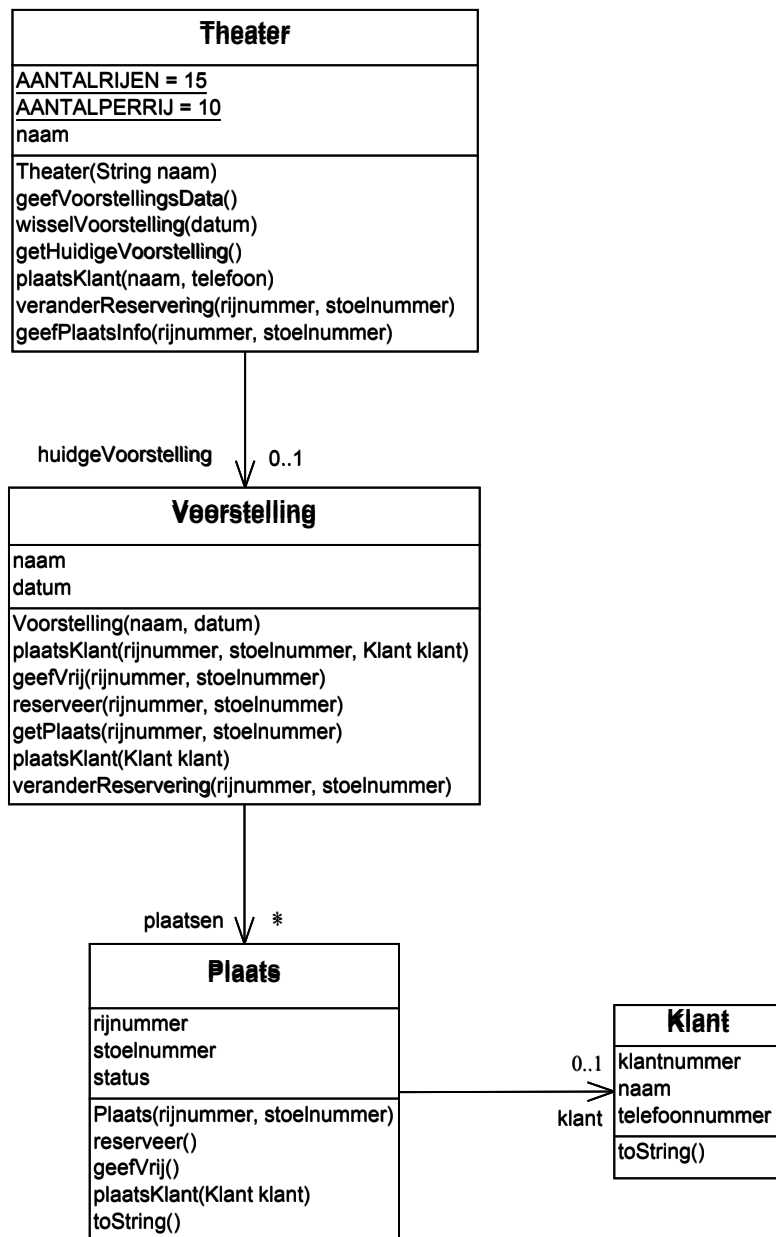 Theater
AANTALRIJEN = 15
AANTALPERRIJ = 10
naam
Theater(String naam)
geefVoorstellingsData()
wisselVoorstelling(datum)
getHuidigeVoorstelling()
plaatsKlant(naam, telefoon)
veranderReservering(rijnummer, stoelnummer)
geefPlaatsInfo(rijnummer, stoelnummer)
huidgeVoorstelling 0..1
Voorstelling
naam
datum
Voorstelling(naam, datum)
plaatsKlant(rijnummer, stoelnummer, Klant klant)
geefVrij(rijnummer, stoelnummer)
reserveer(rijnummer, stoelnummer)
getPlaats(rijnummer, stoelnummer)
plaatsKlant(Klant klant)
veranderReservering(rijnummer, stoelnummer)
plaatsen *
Plaats
rijnummer
stoelnummer
status
Plaats(rijnummer, stoelnummer)
reserveer()
geefVrij()
plaatsKlant(Klant klant)
toString()
0..1
klant
Klant
klantnummer
naam
telefoonnummer
toString()